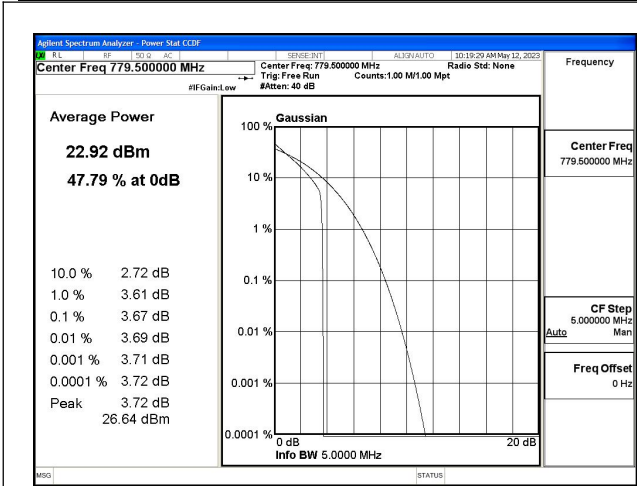 Agilent Spectrum Analyzer - Power Stat CCDF
RL RF 50 Ω AC SENSE:INT ALIGN AUTO 10:19:29 AM May 12, 2023
Center Freq 779.500000 MHz
Center Freq: 779.500000 MHz Radio Std: None
Trig: Free Run Counts:1.00 M/1.00 Mpt
#IFGain:Low #Atten: 40 dB
Frequency
Average Power
22.92 dBm
47.79 % at 0dB
10.0 % 2.72 dB
1.0 % 3.61 dB
0.1 % 3.67 dB
0.01 % 3.69 dB
0.001 % 3.71 dB
0.0001 % 3.72 dB
Peak 3.72 dB
26.64 dBm
Gaussian
100 %
10 %
1 %
0.1 %
0.01 %
0.001 %
0.0001 %
0 dB 20 dB
Info BW 5.0000 MHz
Center Freq
779.500000 MHz
CF Step
5.000000 MHz
Auto Man
Freq Offset
0 Hz
MSG STATUS